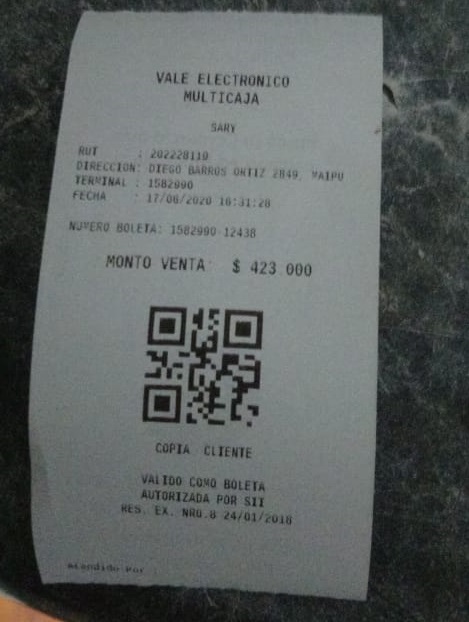 VALE ELECTRONICO
MULTICAJA
SARY
RUT : 202228119
DIRECCION: DIEGO BARROS ORTIZ 2849, MAIPU
TERMINAL : 1582990
FECHA : 17/06/2020 16:31:28
NUMERO BOLETA: 1582990-12438
MONTO VENTA: $ 423.000
COPIA CLIENTE
VALIDO COMO BOLETA
AUTORIZADA POR SII
RES. EX. NRO.8 24/01/2018
Atendido Por